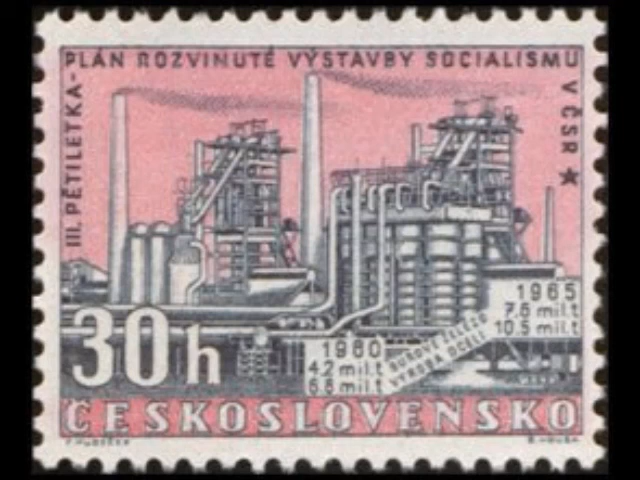 III. PĚTILETKA-
PLÁN ROZVINUTÉ VÝSTAVBY SOCIALISMU
V ČSR ★
1965
7,6 mil.t
10,5 mil.t
SUROVÉ ŽELEZO
VÝROBA OCELI
1960
4,2 mil.t
6,8 mil.t
30h
ČESKOSLOVENSKO